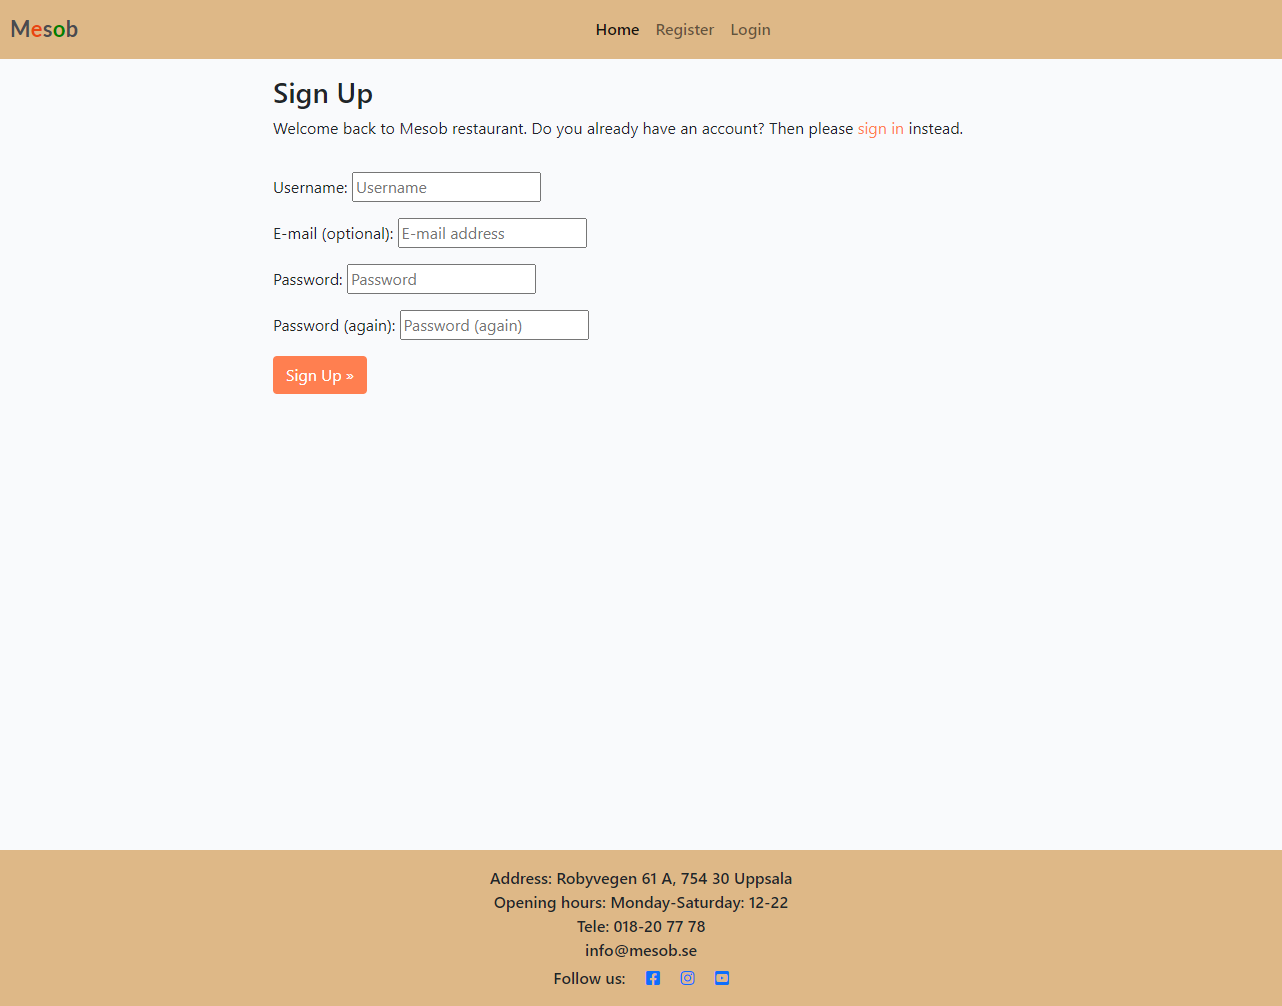 Mesob
Home Register Login
Sign Up
Welcome back to Mesob restaurant. Do you already have an account? Then please sign in instead.
Username: Username
E-mail (optional): E-mail address
Password: Password
Password (again): Password (again)
Sign Up »
Address: Robyvegen 61 A, 754 30 Uppsala
Opening hours: Monday-Saturday: 12-22
Tele: 018-20 77 78
info@mesob.se
Follow us: